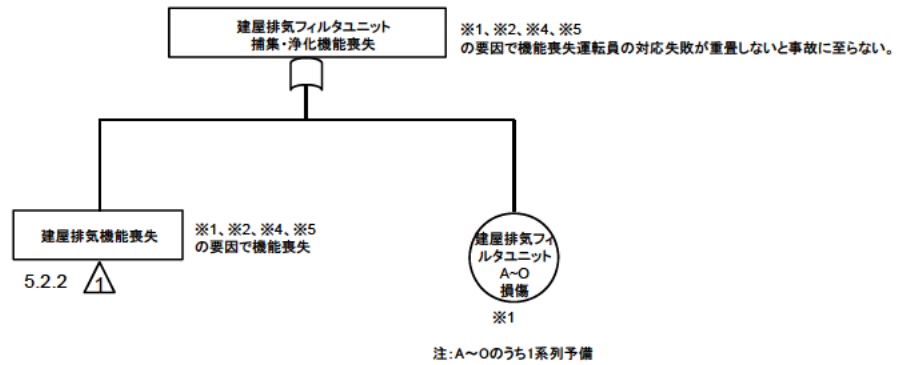 建屋排気フィルタユニット
捕集・浄化機能喪失
※1、※2、※4、※5
の要因で機能喪失運転員の対応失敗が重畳しないと事故に至らない。
建屋排気機能喪失
※1、※2、※4、※5
の要因で機能喪失
5.2.2
1
建屋排気フィ
ルタユニット
A~O
損傷
※1
注:A～Oのうち1系列予備